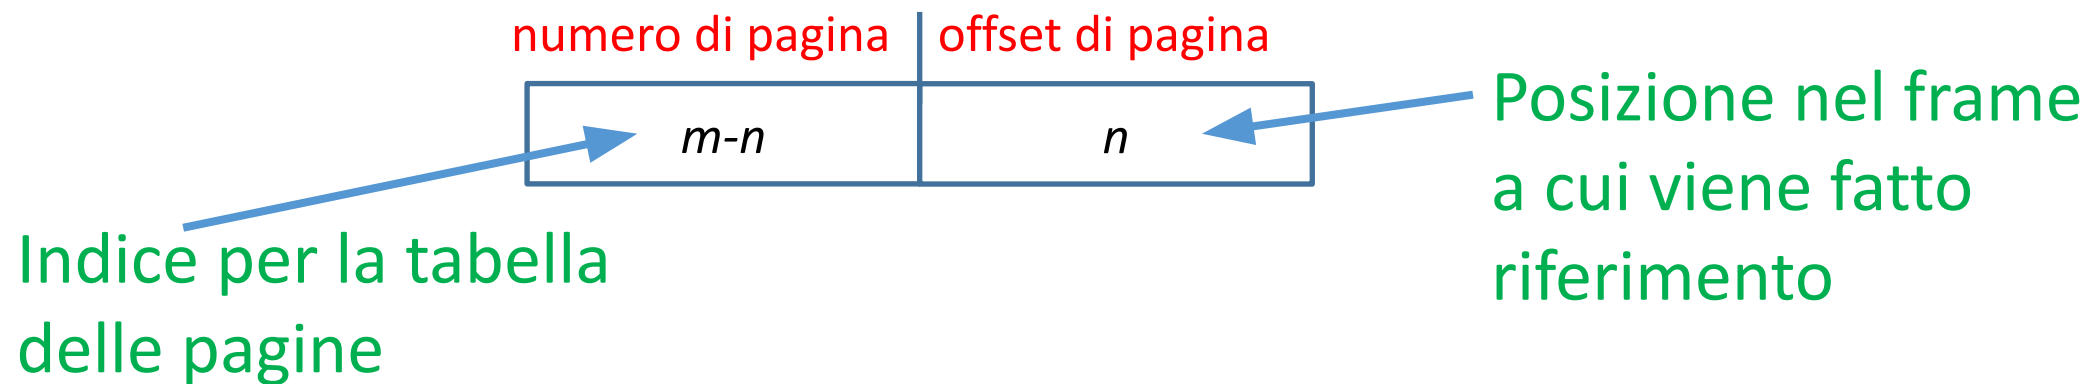 numero di pagina offset di pagina
m-n n
Posizione nel frame
a cui viene fatto
riferimento
Indice per la tabella
delle pagine